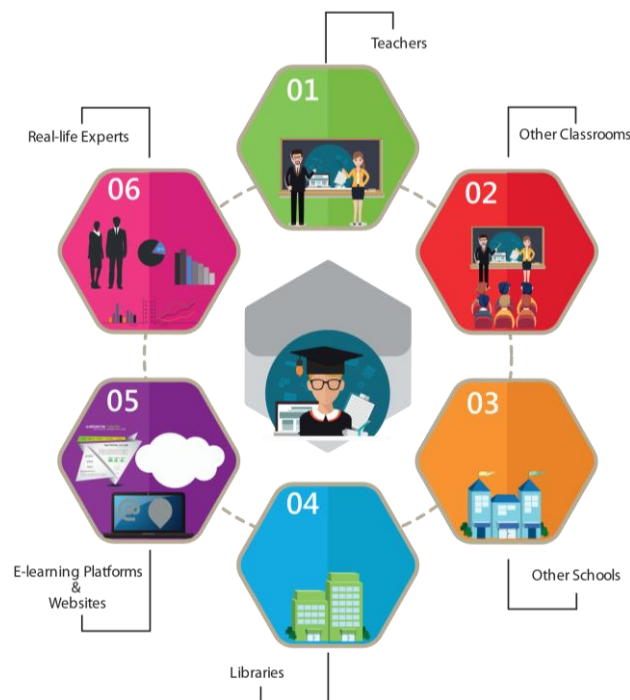 Teachers
01
Real-life Experts
Other Classrooms
06
02
05
03
04
E-learning Platforms
&
Websites
Other Schools
Libraries